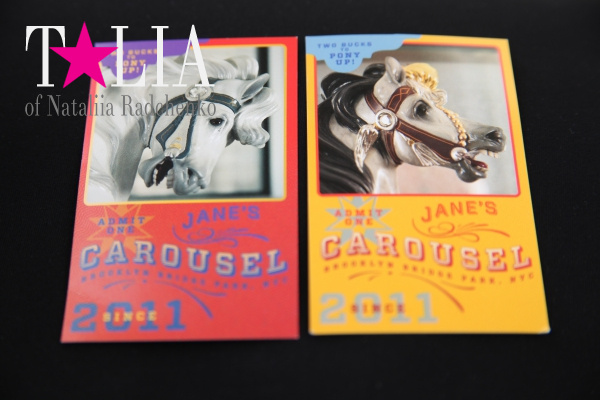 T★LIA
of Nataliia Radchenko
TWO BUCKS
TO
PONY
UP!
ADMIT
ONE
JANE'S
CAROUSEL
BROOKLYN BRIDGE PARK, NYC
SINCE
2011
TWO BUCKS
TO
PONY
UP!
ADMIT
ONE
JANE'S
CAROUSEL
BROOKLYN BRIDGE PARK, NYC
SINCE
2011